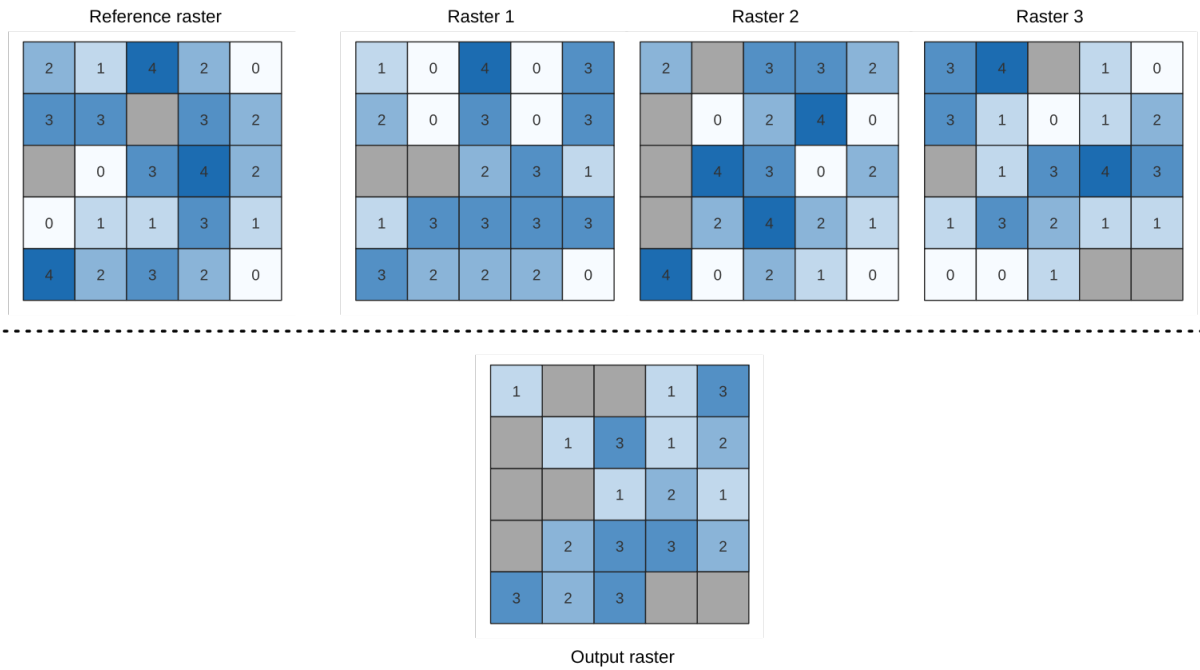 Reference raster Raster 1 Raster 2 Raster 3
2 1 4 2 0 1 0 4 0 3 2 3 3 2 3 4 1 0
3 3 3 2 2 0 3 0 3 0 2 4 0 3 1 0 1 2
0 3 4 2 2 3 1 4 3 0 2 1 3 4 3
0 1 1 3 1 1 3 3 3 3 2 4 2 1 1 3 2 1 1
4 2 3 2 0 3 2 2 2 0 4 0 2 1 0 0 0 1
1 1 3
1 3 1 2
1 2 1
2 3 3 2
3 2 3
Output raster